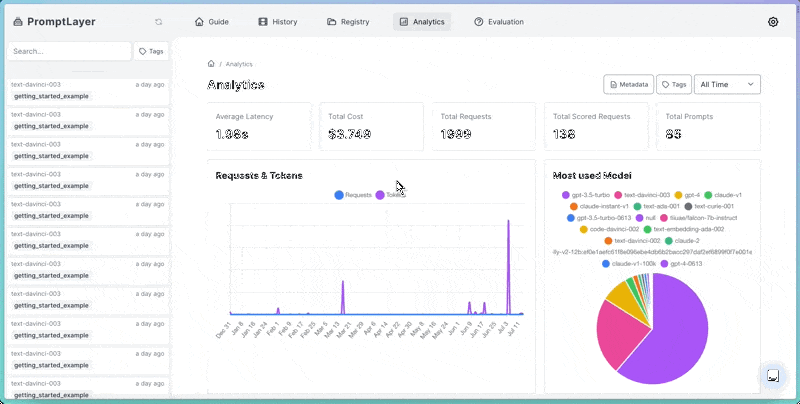 PromptLayer
Guide
History
Registry
Analytics
Evaluation
Search...
Tags
text-davinci-003 a day ago
getting_started_example
text-davinci-003 a day ago
getting_started_example
text-davinci-003 a day ago
getting_started_example
text-davinci-003 a day ago
getting_started_example
text-davinci-003 a day ago
getting_started_example
text-davinci-003 a day ago
getting_started_example
text-davinci-003 a day ago
getting_started_example
text-davinci-003 a day ago
getting_started_example
text-davinci-003 a day ago
getting_started_example
text-davinci-003 a day ago
getting_started_example
text-davinci-003 a day ago
getting_started_example
/ Analytics
Analytics
Metadata
Tags
All Time
Average Latency
1.98s
Total Cost
$3.749
Total Requests
1999
Total Scored Requests
138
Total Prompts
85
Requests & Tokens
Requests
Dec 31 Jan 8 Jan 16 Jan 24 Feb 1 Feb 9 Feb 17 Feb 25 Mar 5 Mar 13 Mar 21 Mar 29 Apr 6 Apr 14 Apr 22 Apr 30 May 8 May 16 May 24 Jun 1 Jun 9 Jun 17 Jun 25 Jul 3 Jul 11
Most used Model
gpt-3.5-turbo text-davinci-003 gpt-4 claude-v1
claude-instant-v1 text-ada-001 text-curie-001
gpt-3.5-turbo-0613 null tiiuae/falcon-7b-instruct
code-davinci-002 text-embedding-ada-002
text-davinci-002 claude-2
claude-v1-100k gpt-4-0613